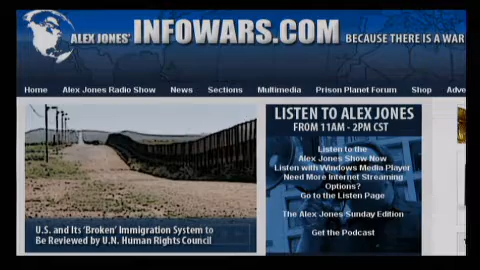 ALEX JONES' INFOWARS.COM BECAUSE THERE IS A WAR
Home Alex Jones Radio Show News Sections Multimedia Prison Planet Forum Shop Adve
LISTEN TO ALEX JONES
FROM 11AM - 2PM CST
Listen to the
Alex Jones Show Now
Listen with Windows Media Player
Need More Internet Streaming
Options?
Go to the Listen Page
The Alex Jones Sunday Edition
Get the Podcast
U.S. and Its 'Broken' Immigration System to
Be Reviewed by U.N. Human Rights Council